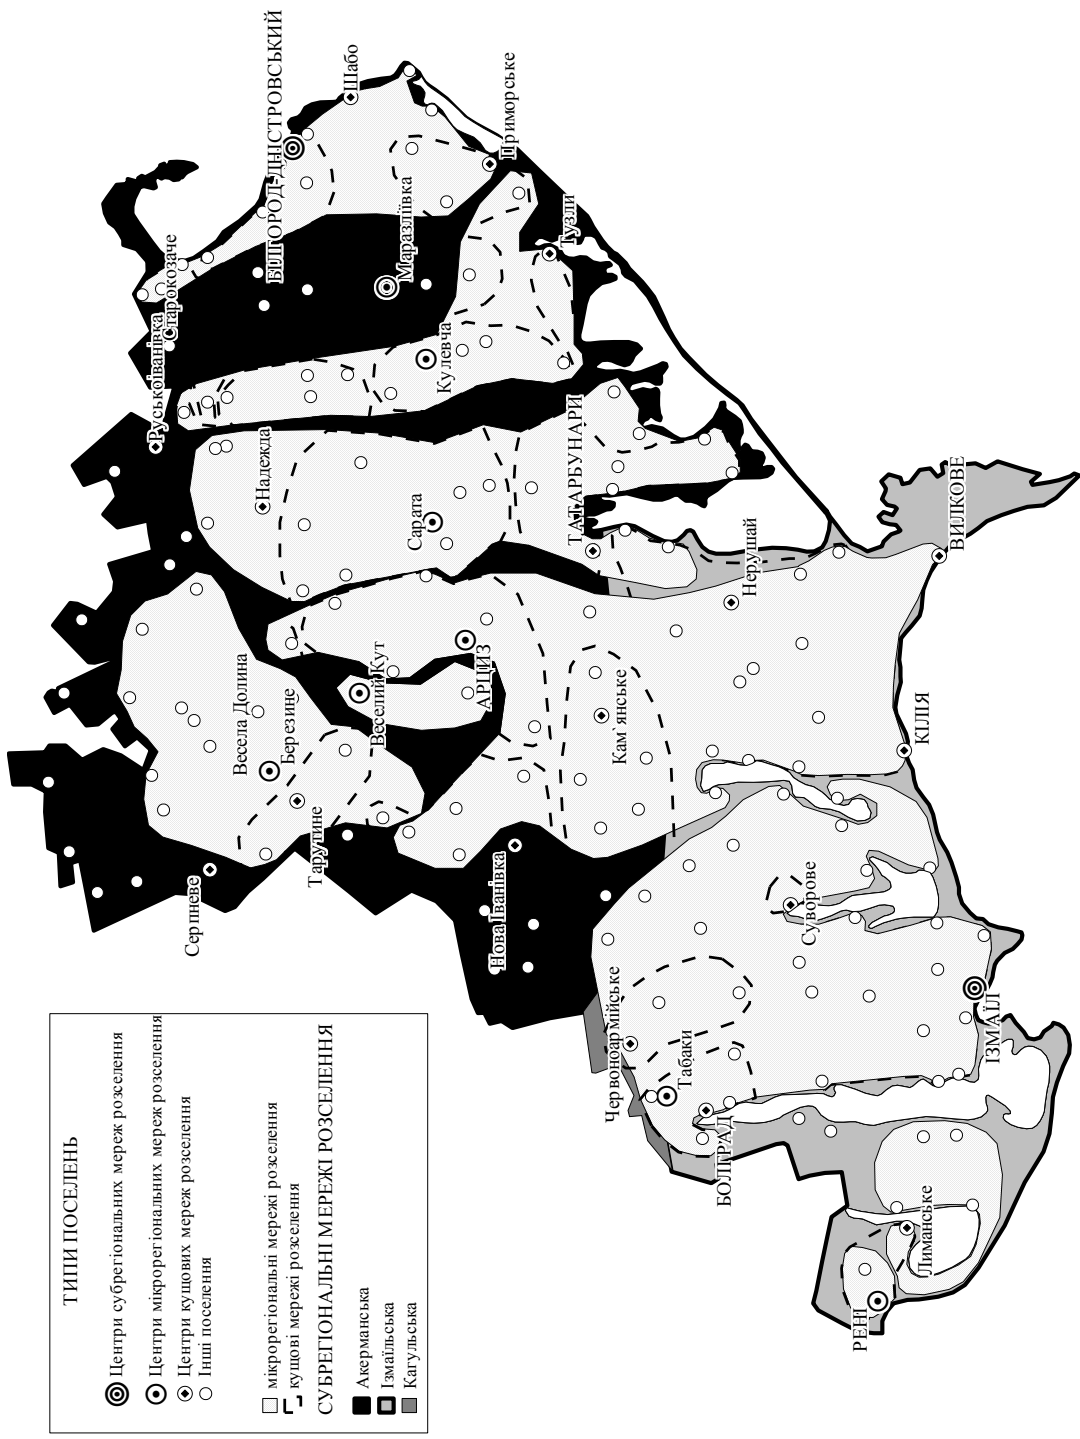 ТИПИ ПОСЕЛЕНЬ
Центри субрегіональних мереж розселення
Центри мікрорегіональних мереж розселення
Центри кущових мереж розселення
Інші поселення
мікрорегіональні мережі розселення
кущові мережі розселення
СУБРЕГІОНАЛЬНІ МЕРЕЖІ РОЗСЕЛЕННЯ
Акерманська
Ізмаїльська
Кагульська
Серпневе
Тарутине
Весела Долина
Березине
Веселий Кут
АРЦИЗ
Нова Іванівка
Кам`янське
Руськоіванівка
Старокозаче
Надежда
Сарата
БІЛГОРОД-ДНІСТРОВСЬКИЙ
Шабо
Приморське
Маразліївка
Тузли
Кулевча
ТАТАРБУНАРИ
Нерушай
ВИЛКОВЕ
КІЛІЯ
Суворове
Червоноармійське
Табаки
БОЛГРАД
ІЗМАЇЛ
Лиманське
РЕНІ